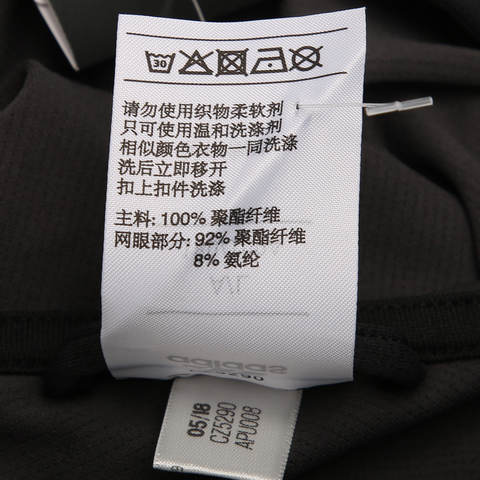 30
请勿使用织物柔软剂
只可使用温和洗涤剂
相似颜色衣物一同洗涤
洗后立即移开
扣上扣件洗涤
主料: 100% 聚酯纤维
网眼部分: 92% 聚酯纤维
8% 氨纶
A/L
adidas
05/18
CZ5290
APU008